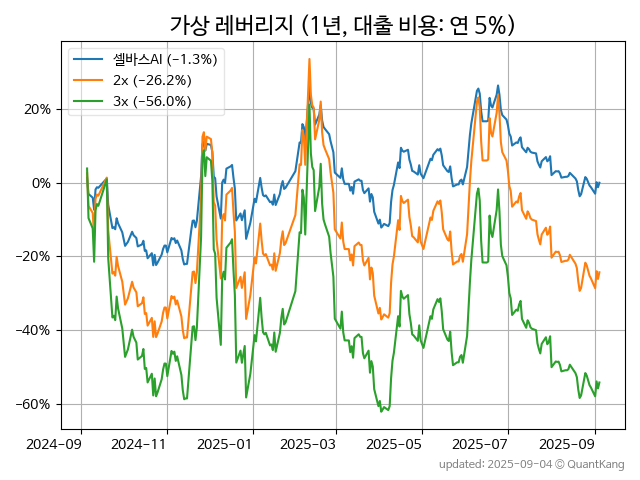 가상 레버리지 (1년, 대출 비용: 연 5%)
셀바스AI (−1.3%)
2x (−26.2%)
3x (−56.0%)
20%
0%
−20%
−40%
−60%
2024−09 2024−11 2025−01 2025−03 2025−05 2025−07 2025−09
updated: 2025-09-04 © QuantKang